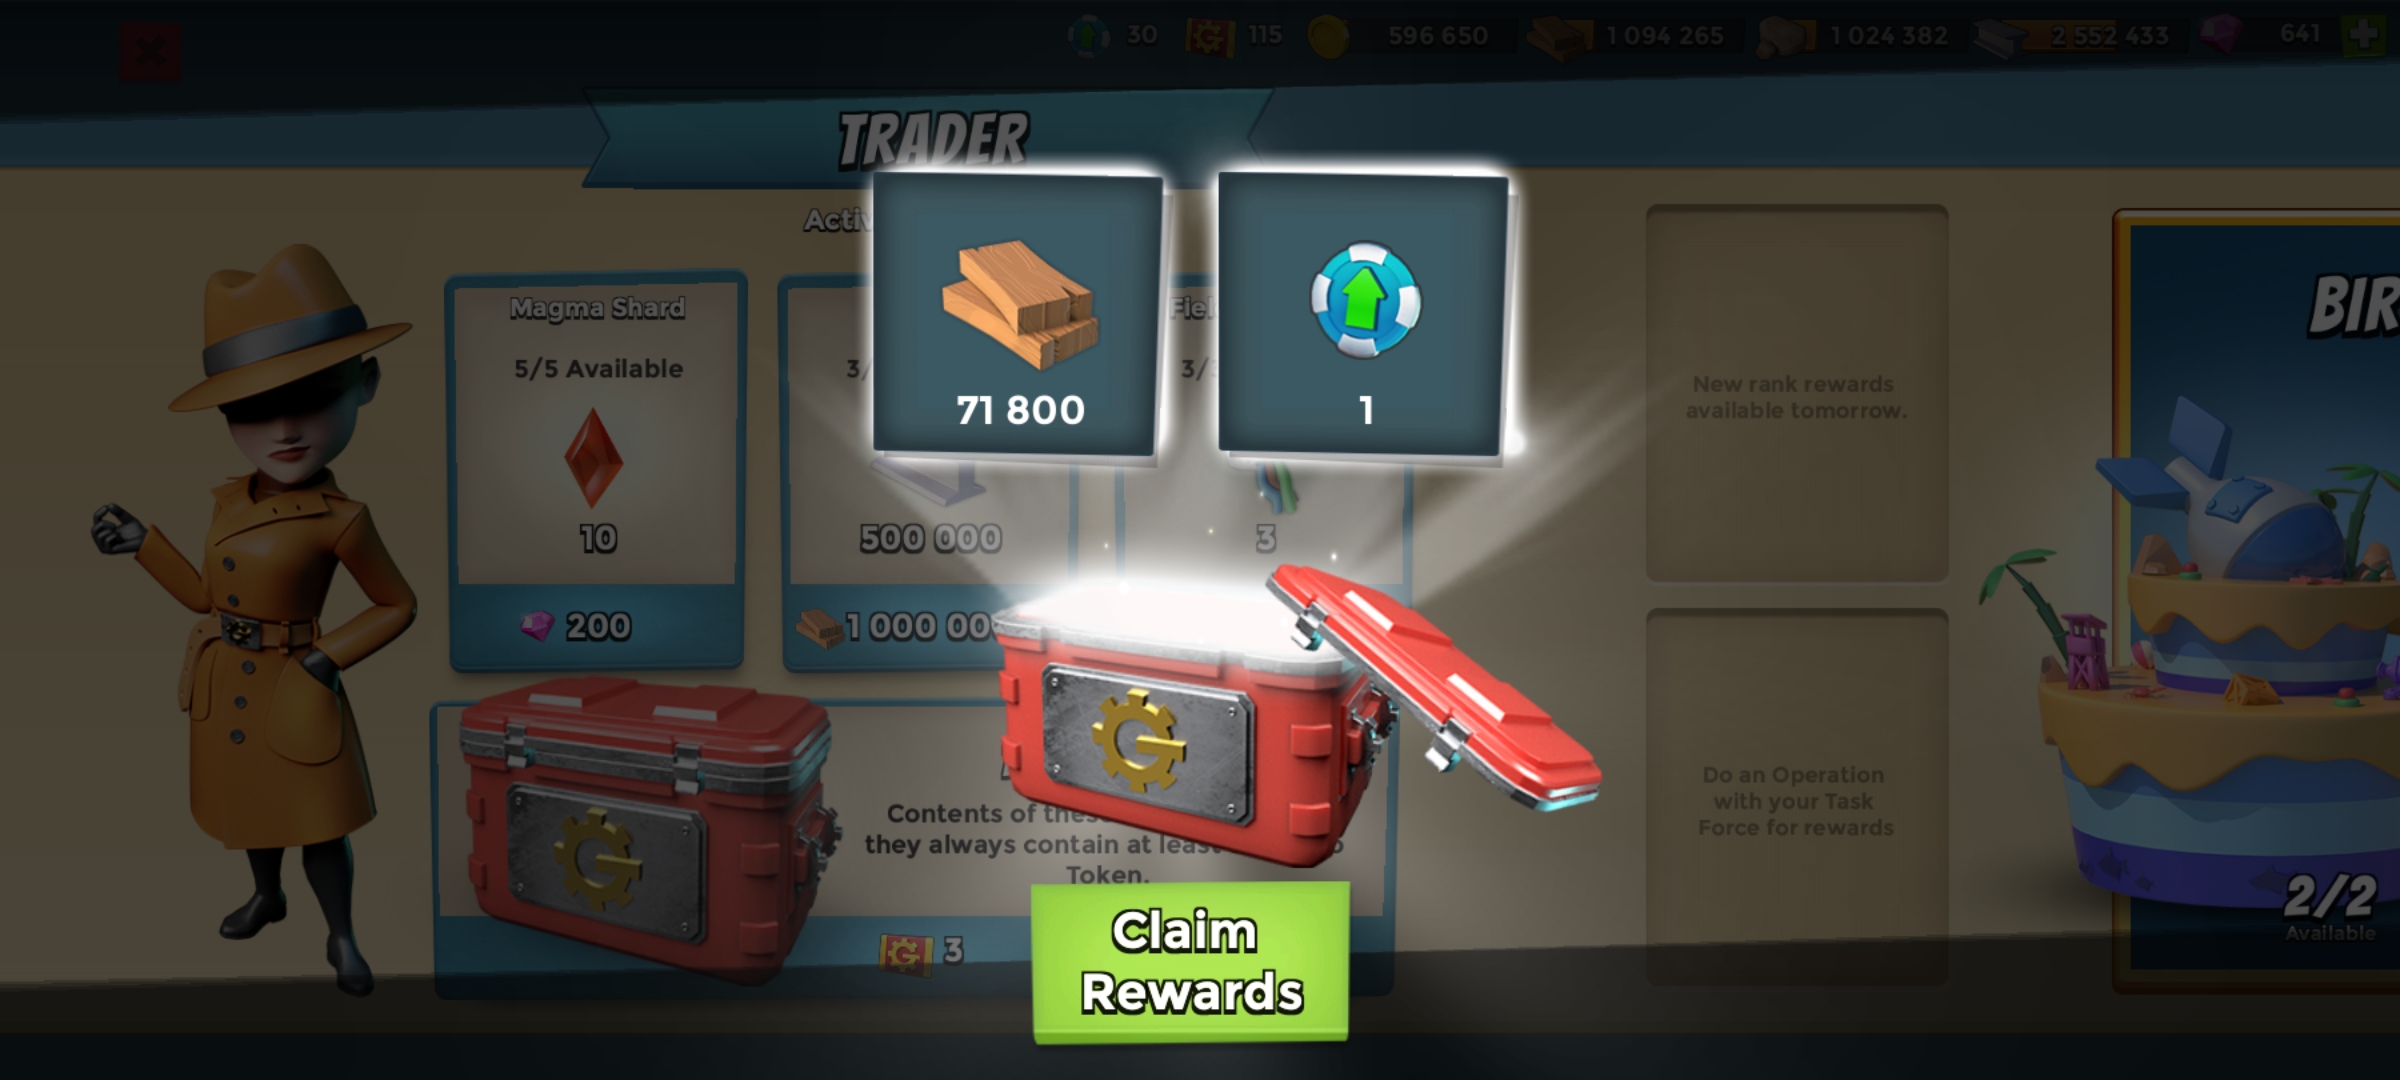 30 115 596 650 1 094 265 1 024 382 2 552 433 641
TRADER
Magma Shard
5/5 Available
10
200
500 000
3
71 800
1
Contents of
they always contain at least
Token.
3
Claim
Rewards
New rank rewards
available tomorrow.
Do an Operation
with your Task
Force for rewards
2/2
Available